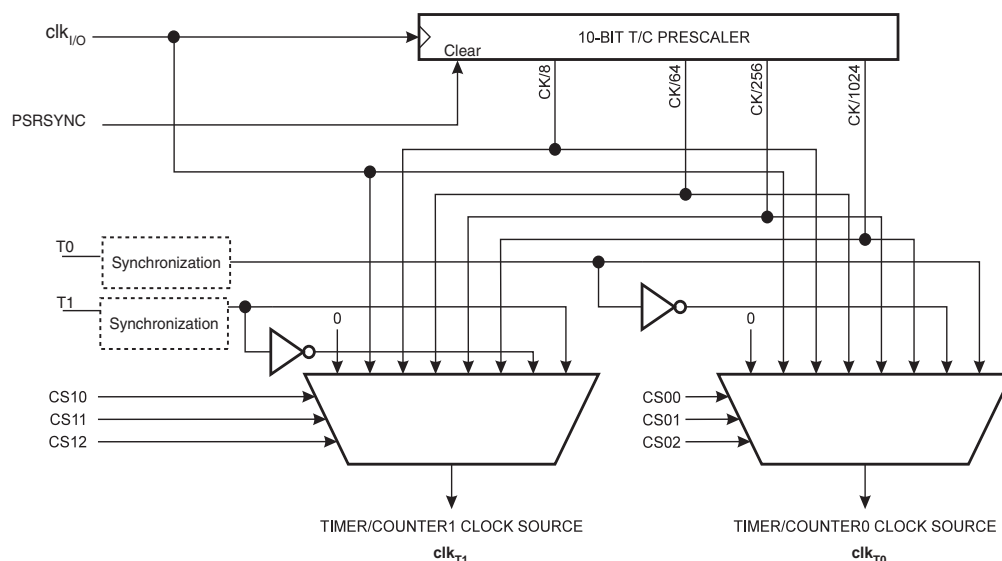 clkI/O
10-BIT T/C PRESCALER
Clear
CK/8
CK/64
CK/256
CK/1024
PSRSYNC
T0
Synchronization
T1
Synchronization
0
0
CS10
CS11
CS12
CS00
CS01
CS02
TIMER/COUNTER1 CLOCK SOURCE
clkT1
TIMER/COUNTER0 CLOCK SOURCE
clkT0